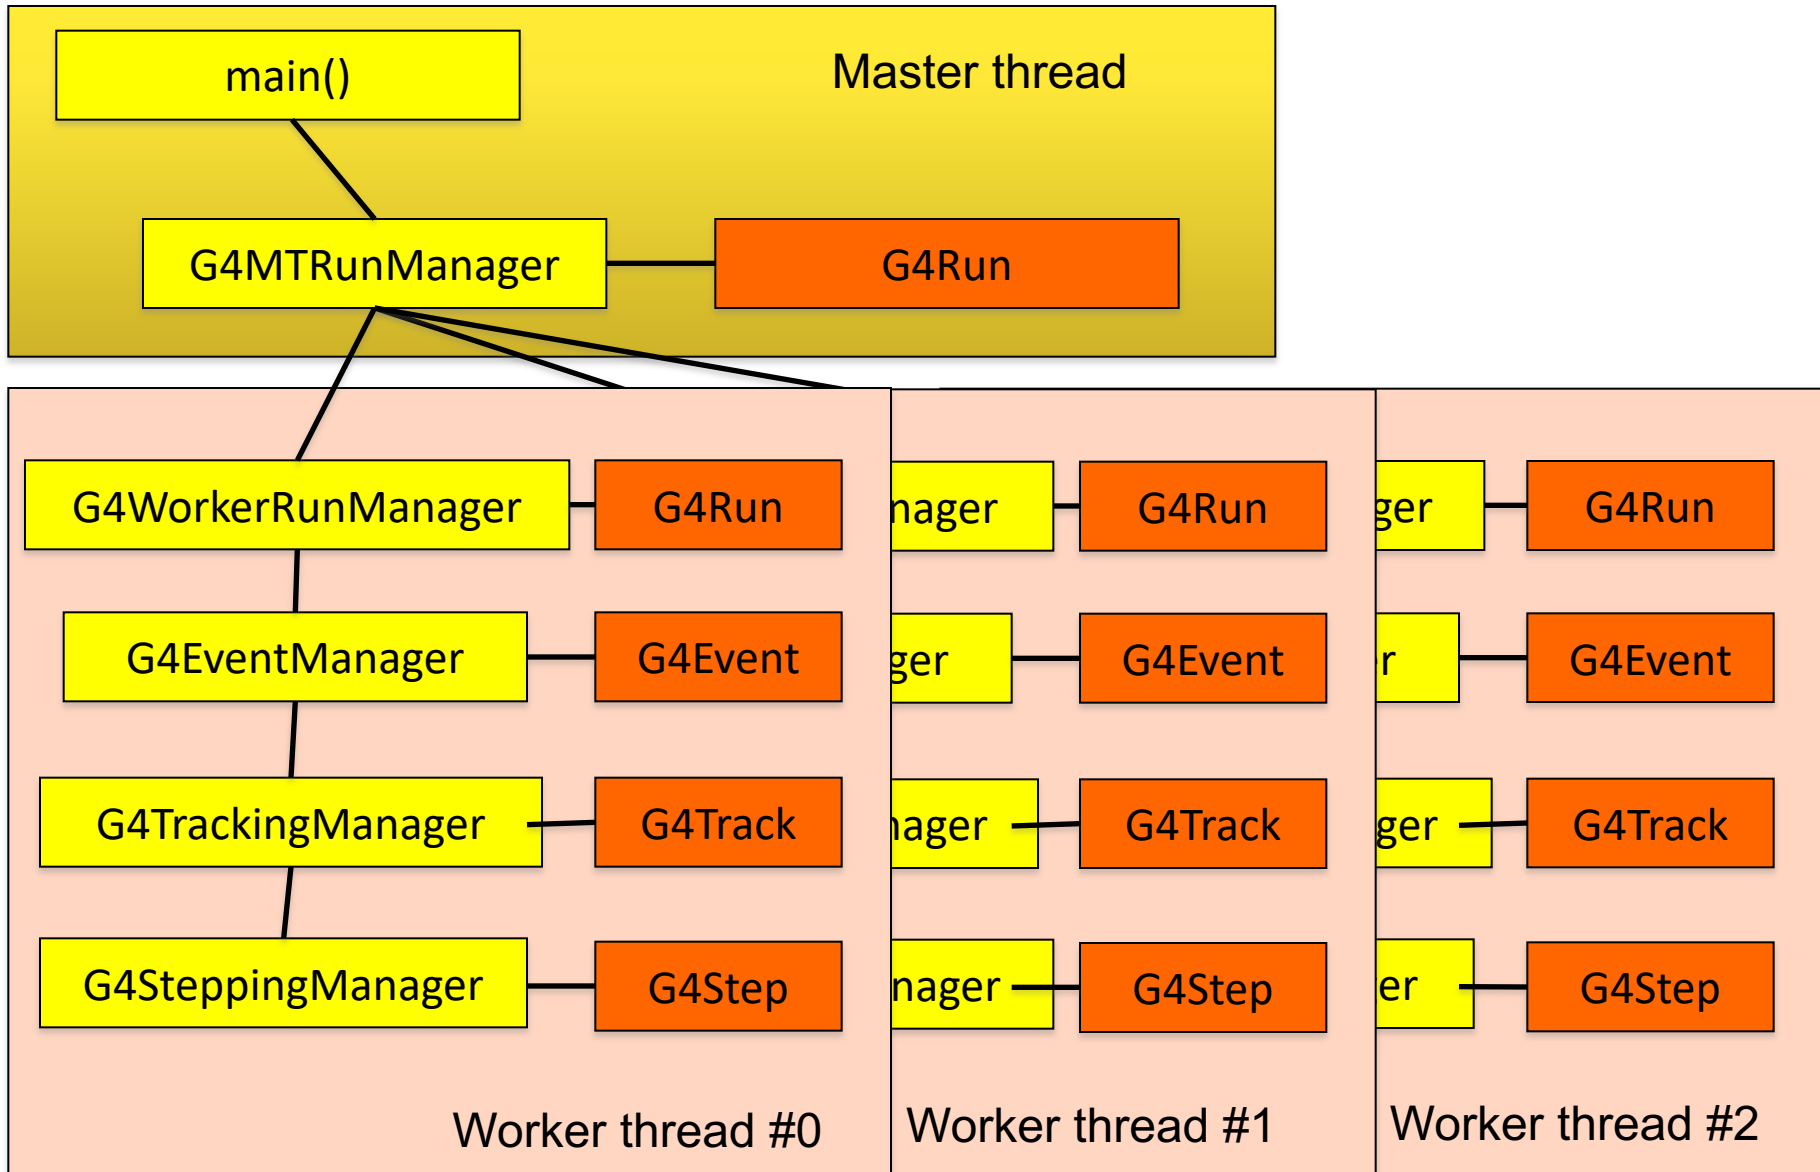 main()
Master thread
G4MTRunManager
G4Run
G4WorkerRunManager
G4Run
nager
G4Run
ger
G4Run
G4EventManager
G4Event
ger
G4Event
r
G4Event
G4TrackingManager
G4Track
nager
G4Track
ger
G4Track
G4SteppingManager
G4Step
nager
G4Step
er
G4Step
Worker thread #0
Worker thread #1
Worker thread #2